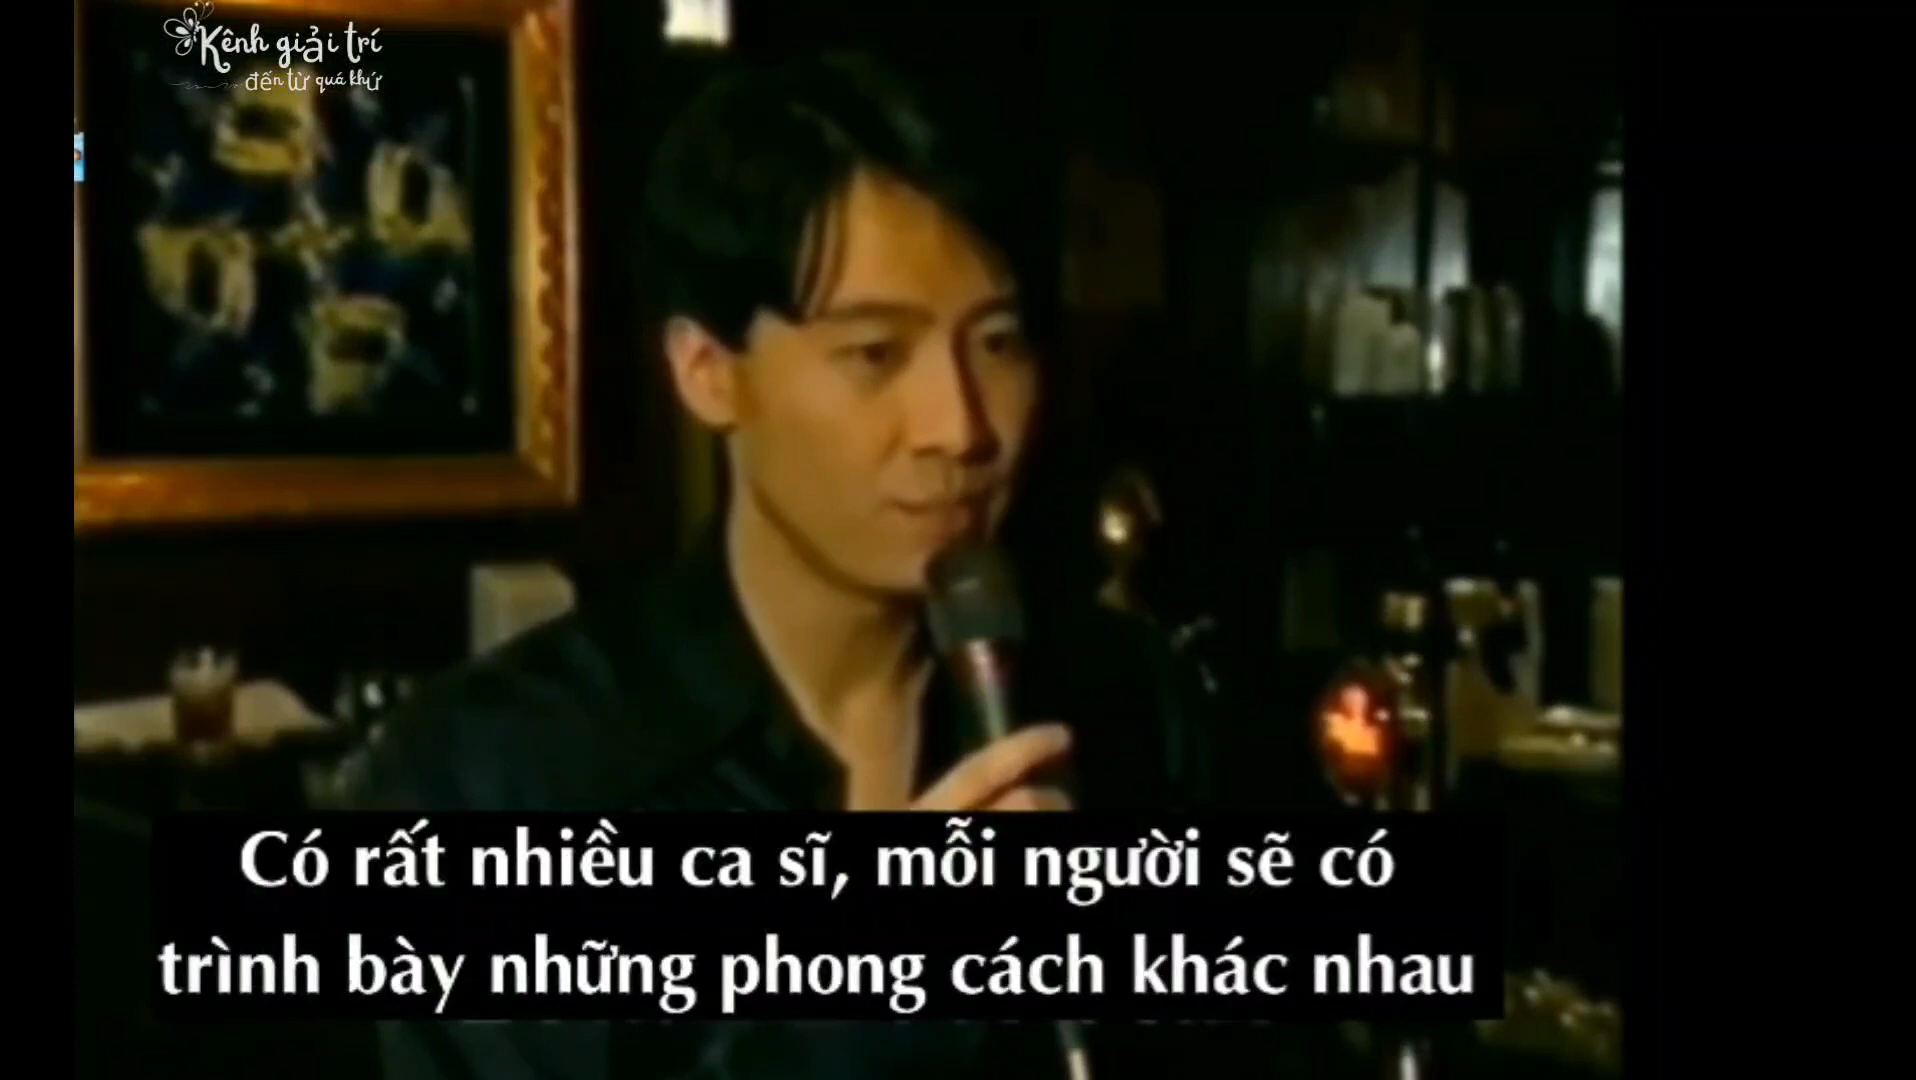 Kênh giải trí
đến từ quá khứ
Có rất nhiều ca sĩ, mỗi người sẽ có
trình bày những phong cách khác nhau